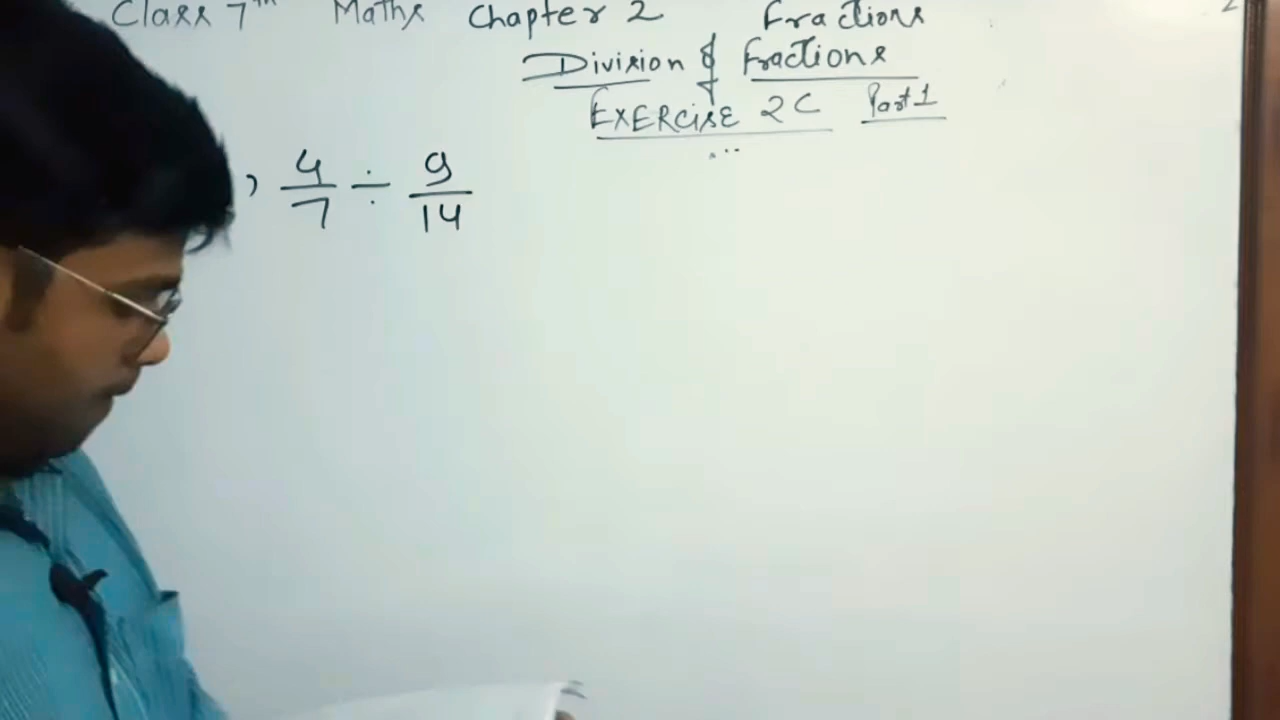 Class 7th Maths Chapter 2 Fractions
Division of Fractions
EXERCISE 2C Part 1
) 4/7 ÷ 9/14